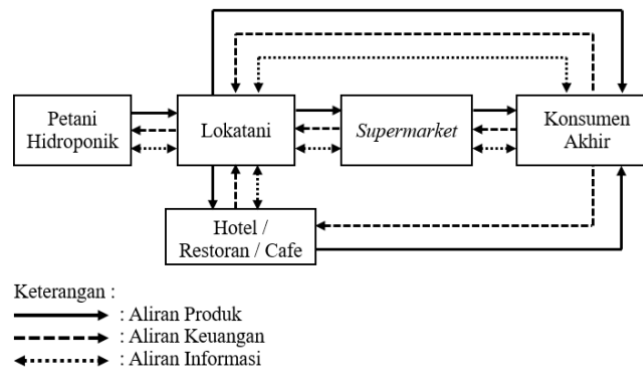 Petani
Hidroponik
Lokatani
Supermarket
Konsumen
Akhir
Hotel /
Restoran / Cafe
Keterangan :
: Aliran Produk
: Aliran Keuangan
: Aliran Informasi